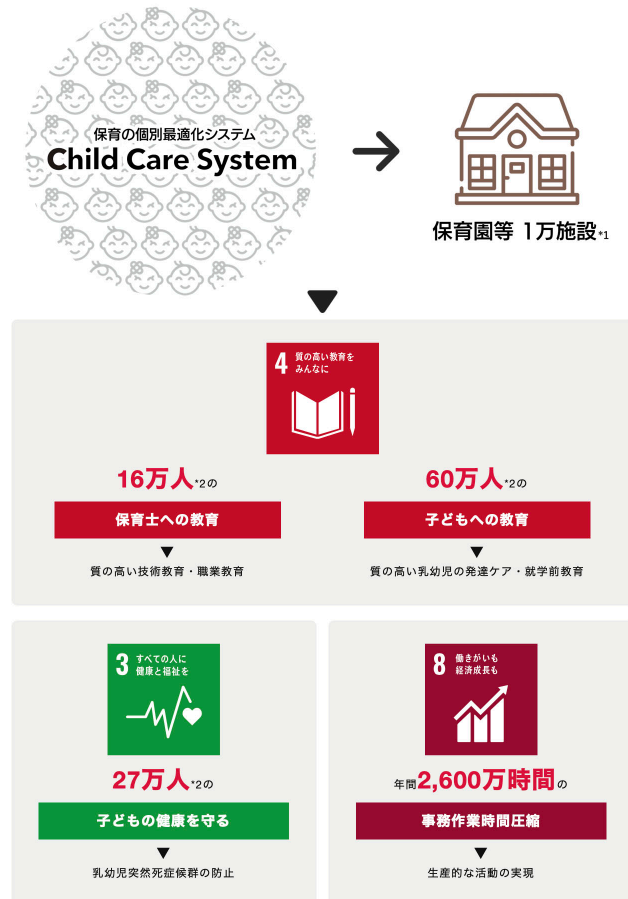 保育の個別最適化システム
Child Care System
保育園等 1万施設*1
4 質の高い教育を
みんなに
16万人*2の
保育士への教育
質の高い技術教育・職業教育
60万人*2の
子どもへの教育
質の高い乳幼児の発達ケア・就学前教育
3 すべての人に
健康と福祉を
27万人*2の
子どもの健康を守る
乳幼児突然死症候群の防止
8 働きがいも
経済成長も
年間2,600万時間の
事務作業時間圧縮
生産的な活動の実現